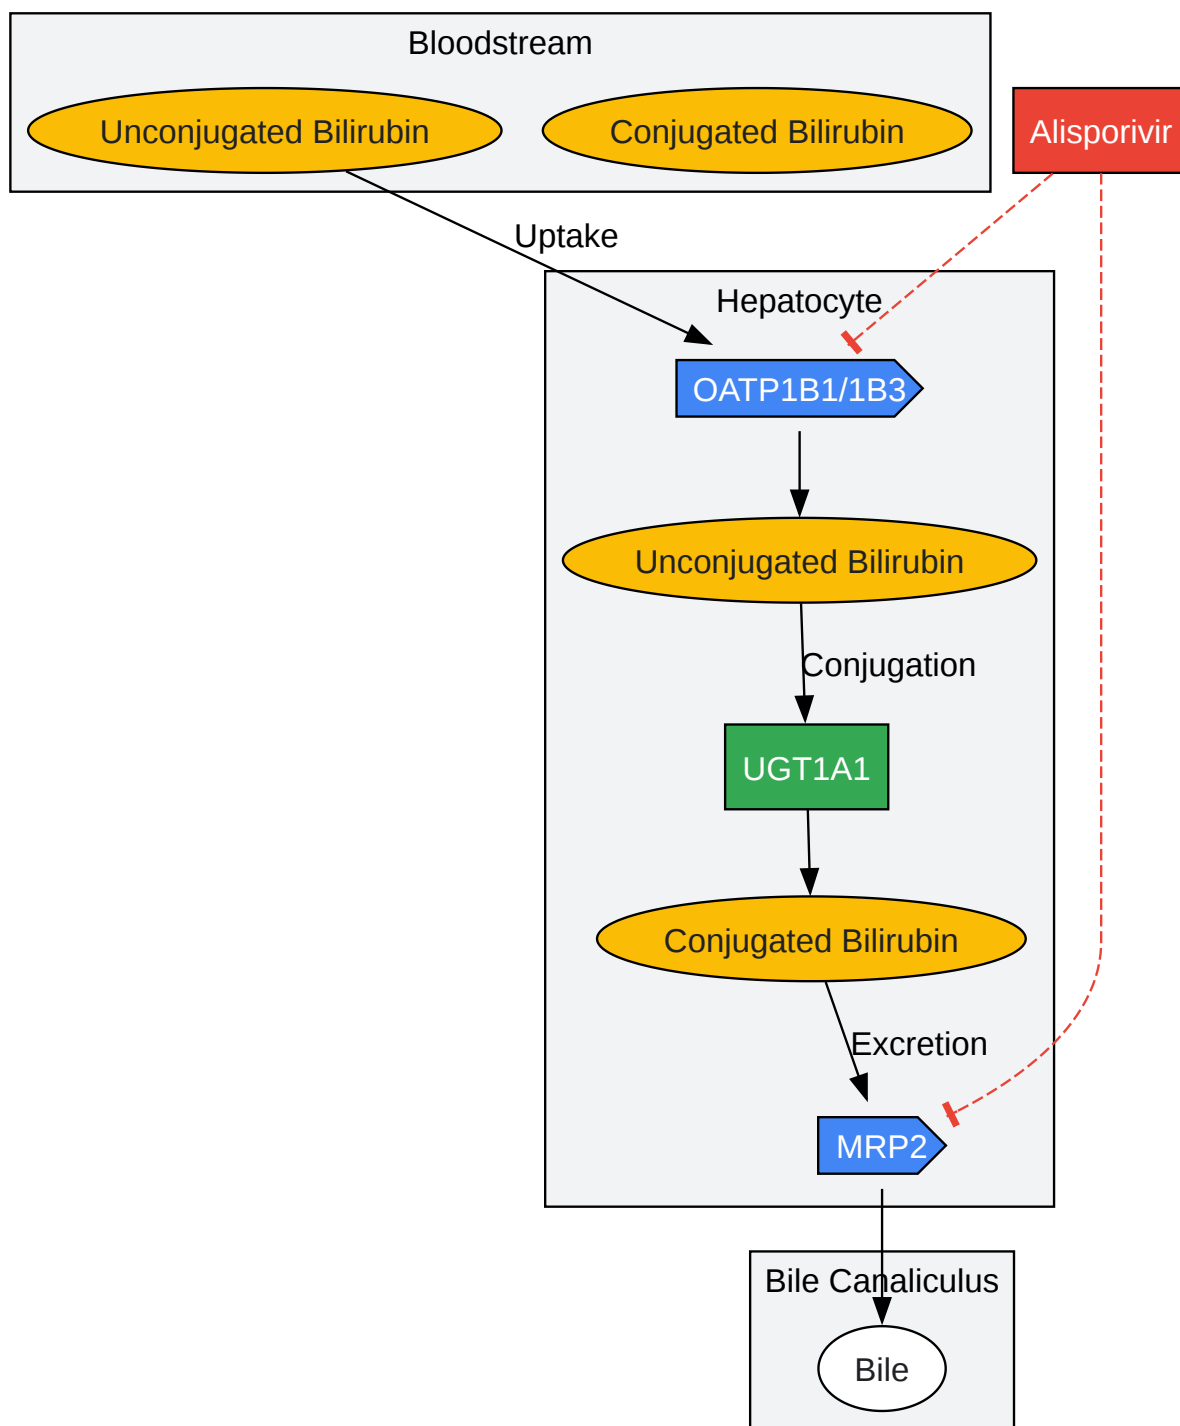 Bloodstream
Unconjugated Bilirubin
Conjugated Bilirubin
Alisporivir
Uptake
Hepatocyte
OATP1B1/1B3
Unconjugated Bilirubin
Conjugation
UGT1A1
Conjugated Bilirubin
Excretion
MRP2
Bile Canaliculus
Bile